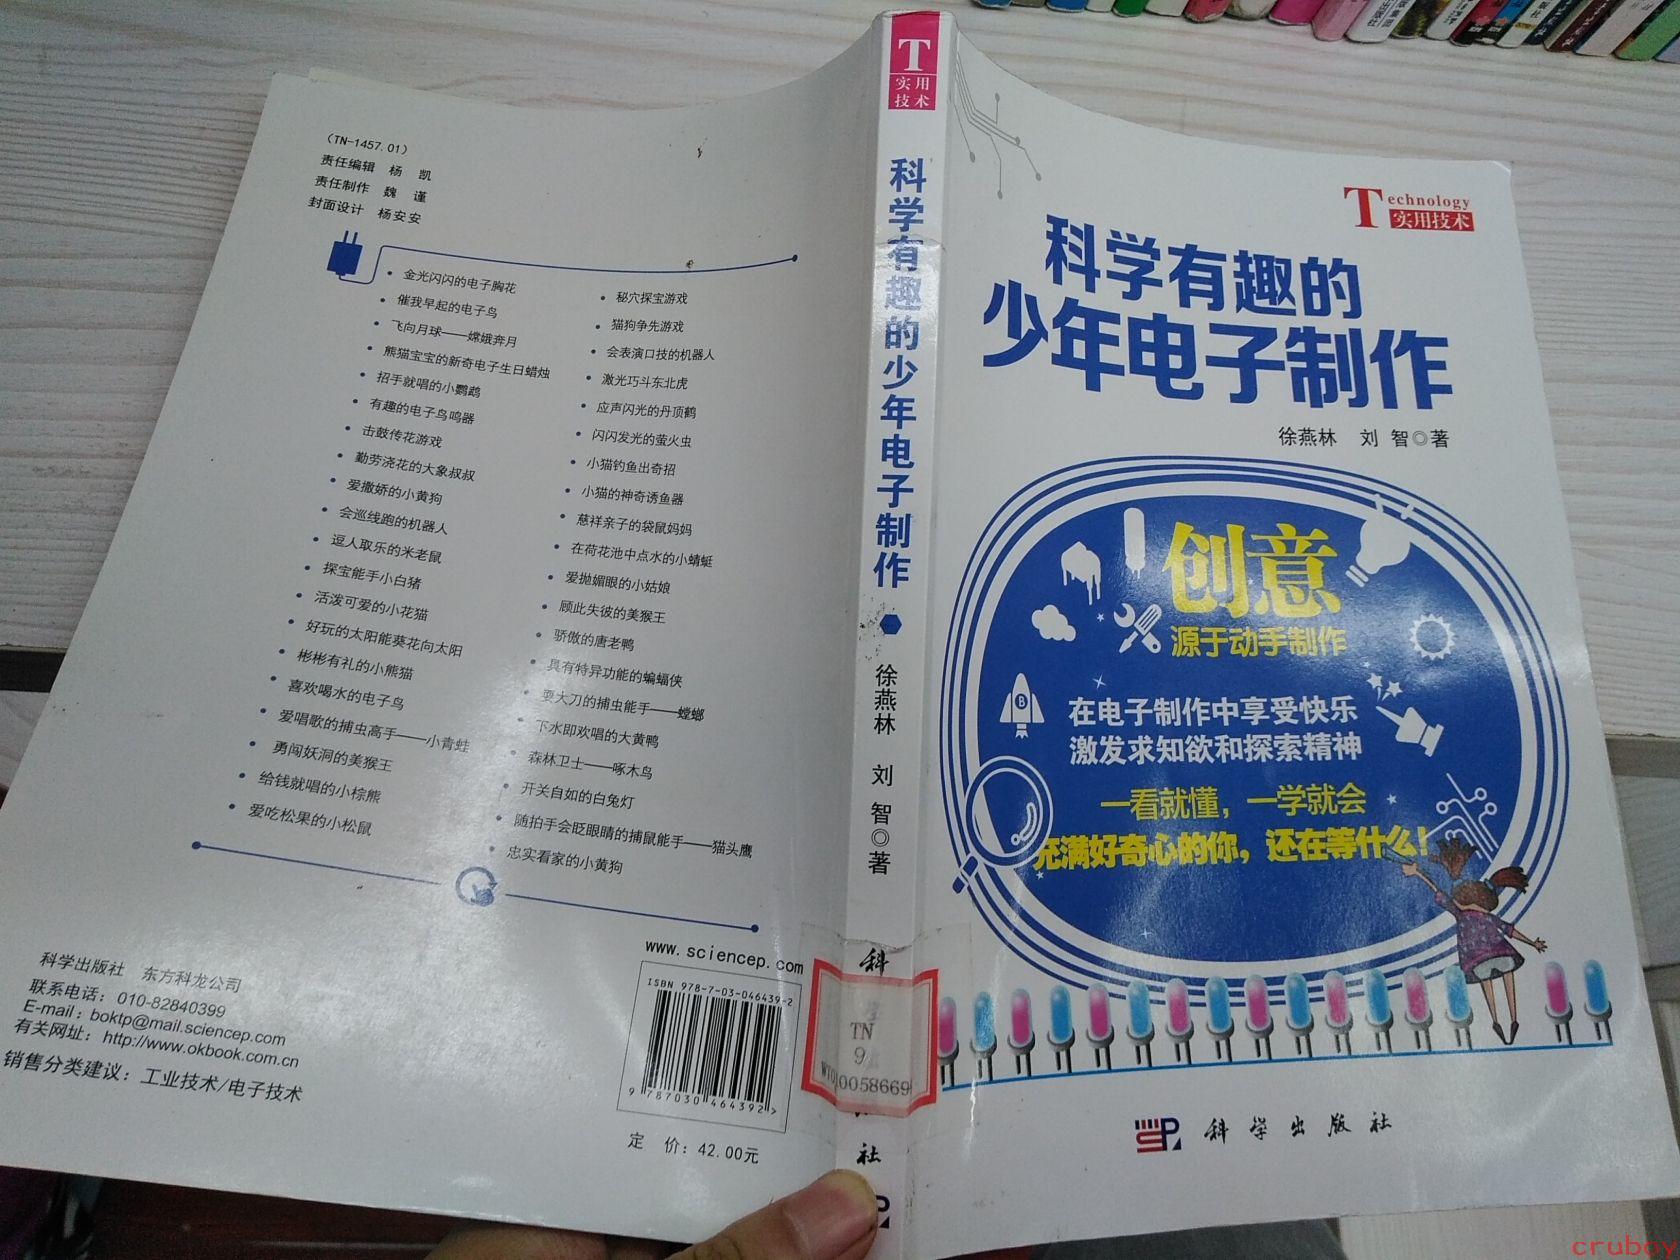 （TN-1457.01）
责任编辑 杨 凯
责任制作 魏 谨
封面设计 杨安安
• 金光闪闪的电子胸花
• 催我早起的电子鸟
• 飞向月球——嫦娥奔月
• 熊猫宝宝的新奇电子生日蜡烛
• 招手就唱的小鹦鹉
• 有趣的电子鸟鸣器
• 击鼓传花游戏
• 勤劳浇花的大象叔叔
• 爱撒娇的小黄狗
• 会巡线跑的机器人
• 逗人取乐的米老鼠
• 探宝能手小白猪
• 活泼可爱的小花猫
• 好玩的太阳能葵花向太阳
• 彬彬有礼的小熊猫
• 喜欢喝水的电子鸟
• 爱唱歌的捕虫高手——小青蛙
• 勇闯妖洞的美猴王
• 给钱就唱的小棕熊
• 爱吃松果的小松鼠
• 秘穴探宝游戏
• 猫狗争先游戏
• 会表演口技的机器人
• 激光巧斗东北虎
• 应声闪光的丹顶鹤
• 闪闪发光的萤火虫
• 小猫钓鱼出奇招
• 小猫的神奇诱鱼器
• 慈祥亲子的袋鼠妈妈
• 在荷花池中点水的小蜻蜓
• 爱抛媚眼的小姑娘
• 顾此失彼的美猴王
• 骄傲的唐老鸭
• 具有特异功能的蝙蝠侠
• 耍大刀的捕虫能手——螳螂
• 下水即欢唱的大黄鸭
• 森林卫士——啄木鸟
• 开关自如的白兔灯
• 随拍手会眨眼睛的捕鼠能手——猫头鹰
• 忠实看家的小黄狗
科学出版社 东方科龙公司
联系电话：010-82840399
E-mail：boktp@mail.sciencep.com
有关网址：http://www.okbook.com.cn
销售分类建议：工业技术/电子技术
www.sciencep.com
ISBN 978-7-03-046439-2
9 787030 464392 >
定 价：42.00元
T
实用
技术
科学有趣的少年电子制作
徐燕林 刘 智◎著
科
TN
9
WT0 0058669
社
Technology
实用技术
科学有趣的
少年电子制作
徐燕林 刘 智◎著
创意
源于动手制作
在电子制作中享受快乐
激发求知欲和探索精神
一看就懂，一学就会
充满好奇心的你，还在等什么！
科学出版社
cruboy